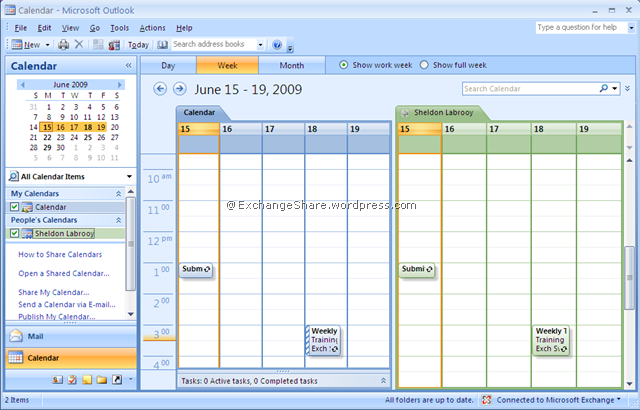 Calendar - Microsoft Outlook
File Edit View Go Tools Actions Help
Type a question for help
New Today Search address books
Calendar
Day Week Month Show work week Show full week
June 2009
S M T W T F S
31 1 2 3 4 5 6
7 8 9 10 11 12 13
14 15 16 17 18 19 20
21 22 23 24 25 26 27
28 29 30 1 2 3 4
5 6 7 8 9 10 11
All Calendar Items
My Calendars
Calendar
People's Calendars
Sheldon Labrooy
How to Share Calendars
Open a Shared Calendar...
Share My Calendar...
Send a Calendar via E-mail...
Publish My Calendar...
Mail
Calendar
June 15 - 19, 2009
Search Calendar
Calendar
Sheldon Labrooy
15 16 17 18 19
15 16 17 18 19
10 am
11 00
12 pm
1 00
2 00
3 00
4 00
@ExchangeShare.wordpress.com
Subm
Submi
Weekly
Training
Exch S
Weekly T
Training
Exch S
Tasks: 0 Active tasks, 0 Completed tasks
2 Items
All folders are up to date.
Connected to Microsoft Exchange